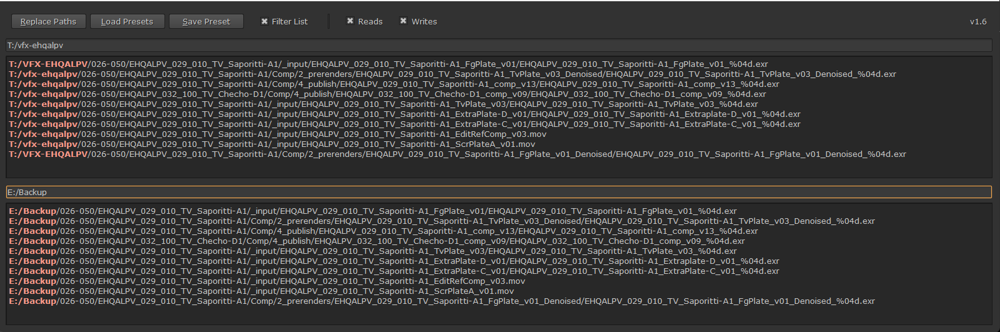 Replace Paths Load Presets Save Preset Filter List Reads Writes v1.6
T:/vfx-ehqalpv
T:/VFX-EHQALPV/026-050/EHQALPV_029_010_TV_Saporitti-A1/_input/EHQALPV_029_010_TV_Saporitti-A1_FgPlate_v01/EHQALPV_029_010_TV_Saporitti-A1_FgPlate_v01_%04d.exr
T:/vfx-ehqalpv/026-050/EHQALPV_029_010_TV_Saporitti-A1/Comp/2_prerenders/EHQALPV_029_010_TV_Saporitti-A1_TvPlate_v03_Denoised/EHQALPV_029_010_TV_Saporitti-A1_TvPlate_v03_Denoised_%04d.exr
T:/vfx-ehqalpv/026-050/EHQALPV_029_010_TV_Saporitti-A1/Comp/4_publish/EHQALPV_029_010_TV_Saporitti-A1_comp_v13/EHQALPV_029_010_TV_Saporitti-A1_comp_v13_%04d.exr
T:/vfx-ehqalpv/026-050/EHQALPV_032_100_TV_Checho-D1/Comp/4_publish/EHQALPV_032_100_TV_Checho-D1_comp_v09/EHQALPV_032_100_TV_Checho-D1_comp_v09_%04d.exr
T:/vfx-ehqalpv/026-050/EHQALPV_029_010_TV_Saporitti-A1/_input/EHQALPV_029_010_TV_Saporitti-A1_TvPlate_v03/EHQALPV_029_010_TV_Saporitti-A1_TvPlate_v03_%04d.exr
T:/vfx-ehqalpv/026-050/EHQALPV_029_010_TV_Saporitti-A1/_input/EHQALPV_029_010_TV_Saporitti-A1_ExtraPlate-D_v01/EHQALPV_029_010_TV_Saporitti-A1_Extraplate-D_v01_%04d.exr
T:/vfx-ehqalpv/026-050/EHQALPV_029_010_TV_Saporitti-A1/_input/EHQALPV_029_010_TV_Saporitti-A1_ExtraPlate-C_v01/EHQALPV_029_010_TV_Saporitti-A1_ExtraPlate-C_v01_%04d.exr
T:/vfx-ehqalpv/026-050/EHQALPV_029_010_TV_Saporitti-A1/_input/EHQALPV_029_010_TV_Saporitti-A1_EditRefComp_v03.mov
T:/vfx-ehqalpv/026-050/EHQALPV_029_010_TV_Saporitti-A1/_input/EHQALPV_029_010_TV_Saporitti-A1_ScrPlateA_v01.mov
T:/VFX-EHQALPV/026-050/EHQALPV_029_010_TV_Saporitti-A1/Comp/2_prerenders/EHQALPV_029_010_TV_Saporitti-A1_FgPlate_v01_Denoised/EHQALPV_029_010_TV_Saporitti-A1_FgPlate_v01_Denoised_%04d.exr
E:/Backup
E:/Backup/026-050/EHQALPV_029_010_TV_Saporitti-A1/_input/EHQALPV_029_010_TV_Saporitti-A1_FgPlate_v01/EHQALPV_029_010_TV_Saporitti-A1_FgPlate_v01_%04d.exr
E:/Backup/026-050/EHQALPV_029_010_TV_Saporitti-A1/Comp/2_prerenders/EHQALPV_029_010_TV_Saporitti-A1_TvPlate_v03_Denoised/EHQALPV_029_010_TV_Saporitti-A1_TvPlate_v03_Denoised_%04d.exr
E:/Backup/026-050/EHQALPV_029_010_TV_Saporitti-A1/Comp/4_publish/EHQALPV_029_010_TV_Saporitti-A1_comp_v13/EHQALPV_029_010_TV_Saporitti-A1_comp_v13_%04d.exr
E:/Backup/026-050/EHQALPV_032_100_TV_Checho-D1/Comp/4_publish/EHQALPV_032_100_TV_Checho-D1_comp_v09/EHQALPV_032_100_TV_Checho-D1_comp_v09_%04d.exr
E:/Backup/026-050/EHQALPV_029_010_TV_Saporitti-A1/_input/EHQALPV_029_010_TV_Saporitti-A1_TvPlate_v03/EHQALPV_029_010_TV_Saporitti-A1_TvPlate_v03_%04d.exr
E:/Backup/026-050/EHQALPV_029_010_TV_Saporitti-A1/_input/EHQALPV_029_010_TV_Saporitti-A1_ExtraPlate-D_v01/EHQALPV_029_010_TV_Saporitti-A1_Extraplate-D_v01_%04d.exr
E:/Backup/026-050/EHQALPV_029_010_TV_Saporitti-A1/_input/EHQALPV_029_010_TV_Saporitti-A1_ExtraPlate-C_v01/EHQALPV_029_010_TV_Saporitti-A1_ExtraPlate-C_v01_%04d.exr
E:/Backup/026-050/EHQALPV_029_010_TV_Saporitti-A1/_input/EHQALPV_029_010_TV_Saporitti-A1_EditRefComp_v03.mov
E:/Backup/026-050/EHQALPV_029_010_TV_Saporitti-A1/_input/EHQALPV_029_010_TV_Saporitti-A1_ScrPlateA_v01.mov
E:/Backup/026-050/EHQALPV_029_010_TV_Saporitti-A1/Comp/2_prerenders/EHQALPV_029_010_TV_Saporitti-A1_FgPlate_v01_Denoised/EHQALPV_029_010_TV_Saporitti-A1_FgPlate_v01_Denoised_%04d.exr